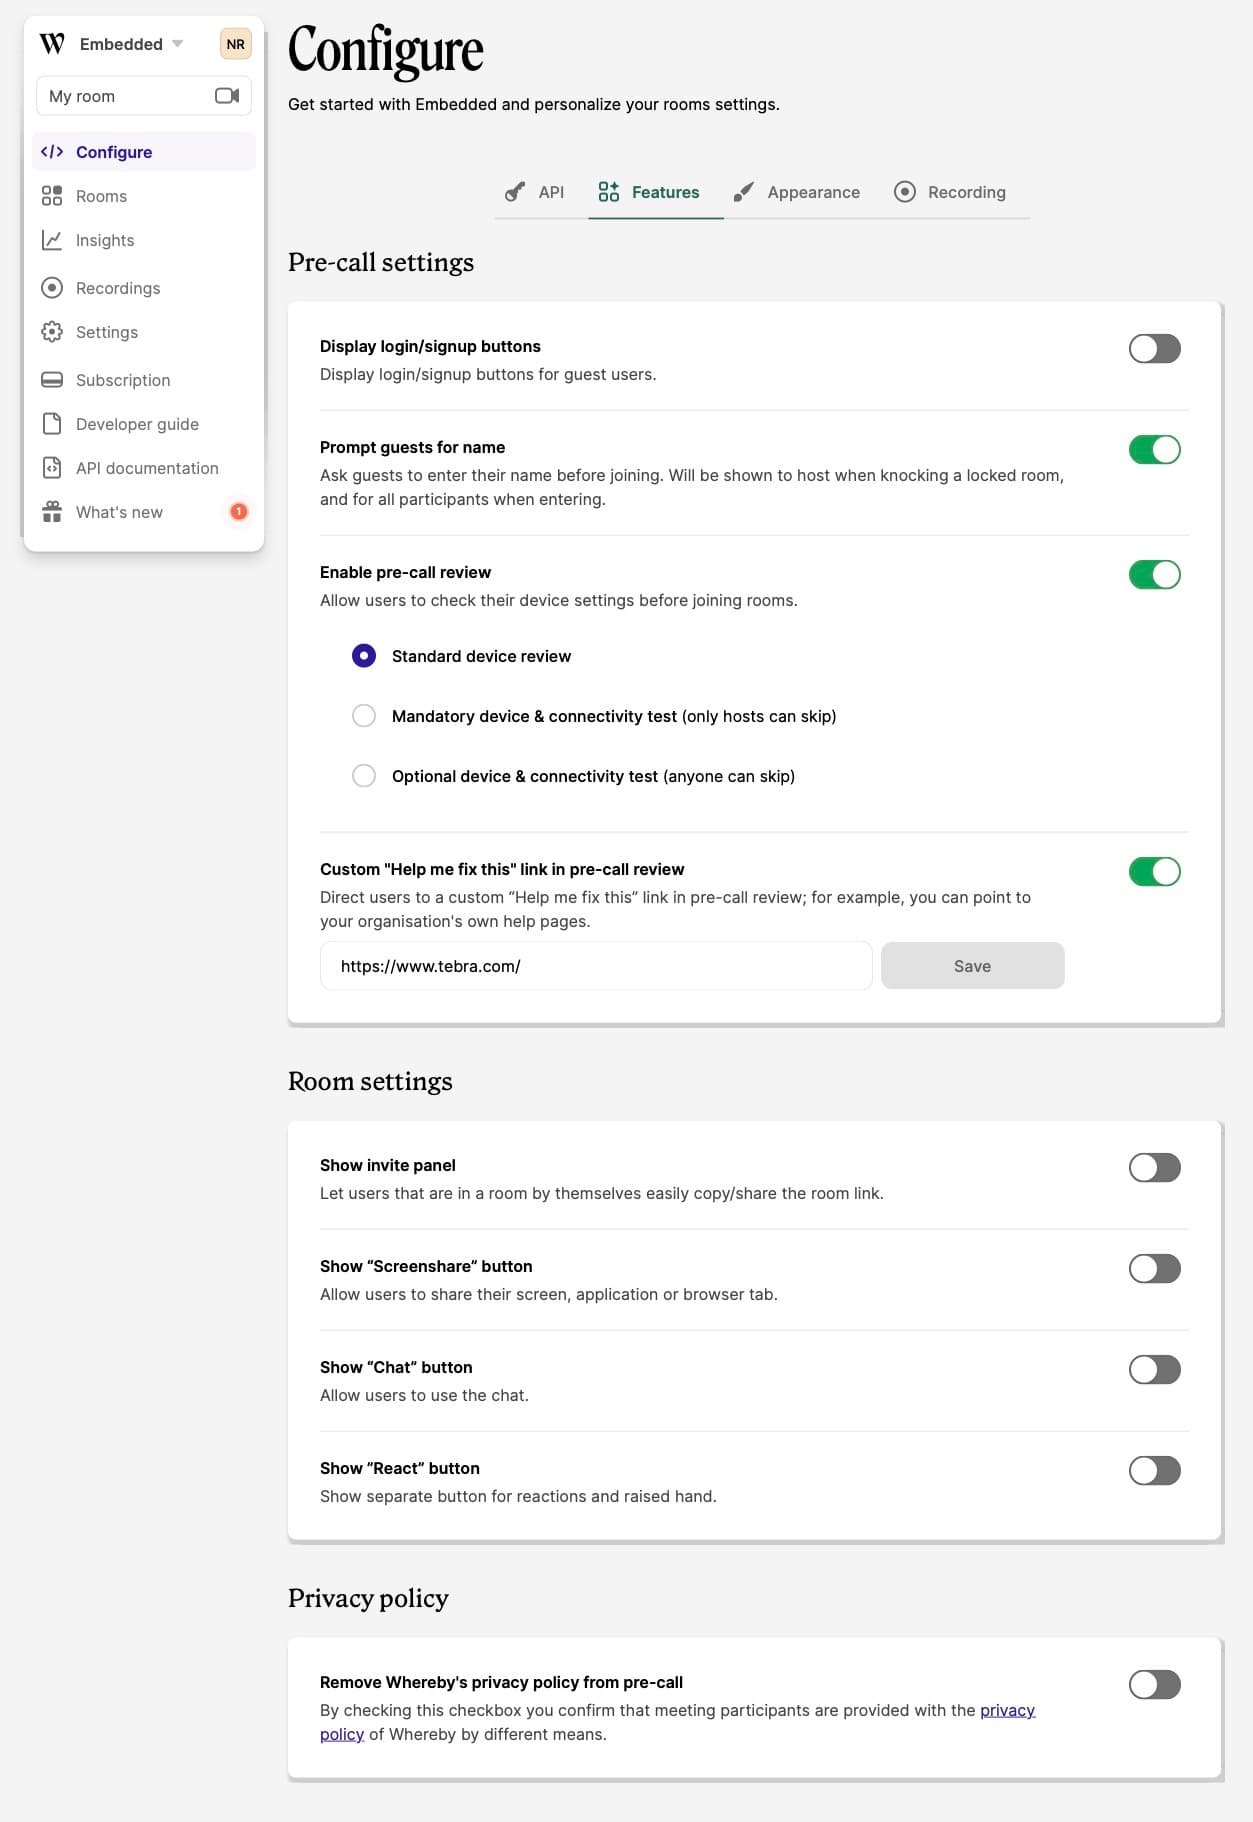 Embedded
NR
My room
Configure
Rooms
Insights
Recordings
Settings
Subscription
Developer guide
API documentation
What's new
1
Configure
Get started with Embedded and personalize your rooms settings.
API
Features
Appearance
Recording
Pre-call settings
Display login/signup buttons
Display login/signup buttons for guest users.
Prompt guests for name
Ask guests to enter their name before joining. Will be shown to host when knocking a locked room,
and for all participants when entering.
Enable pre-call review
Allow users to check their device settings before joining rooms.
Standard device review
Mandatory device & connectivity test (only hosts can skip)
Optional device & connectivity test (anyone can skip)
Custom "Help me fix this" link in pre-call review
Direct users to a custom “Help me fix this” link in pre-call review; for example, you can point to
your organisation's own help pages.
https://www.tebra.com/
Save
Room settings
Show invite panel
Let users that are in a room by themselves easily copy/share the room link.
Show “Screenshare” button
Allow users to share their screen, application or browser tab.
Show “Chat” button
Allow users to use the chat.
Show ”React” button
Show separate button for reactions and raised hand.
Privacy policy
Remove Whereby's privacy policy from pre-call
By checking this checkbox you confirm that meeting participants are provided with the privacy
policy of Whereby by different means.